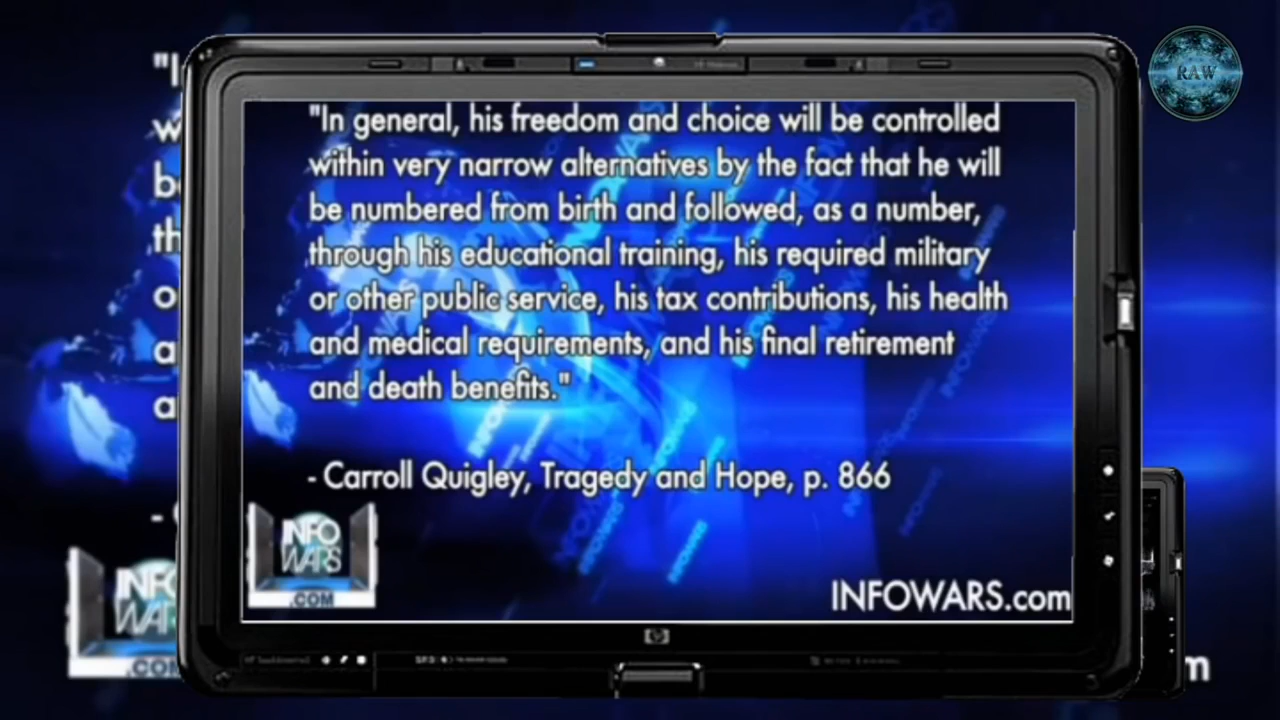 RAW
"In general, his freedom and choice will be controlled
within very narrow alternatives by the fact that he will
be numbered from birth and followed, as a number,
through his educational training, his required military
or other public service, his tax contributions, his health
and medical requirements, and his final retirement
and death benefits."
- Carroll Quigley, Tragedy and Hope, p. 866
INFO
WARS
.COM
INFOWARS.com
hp